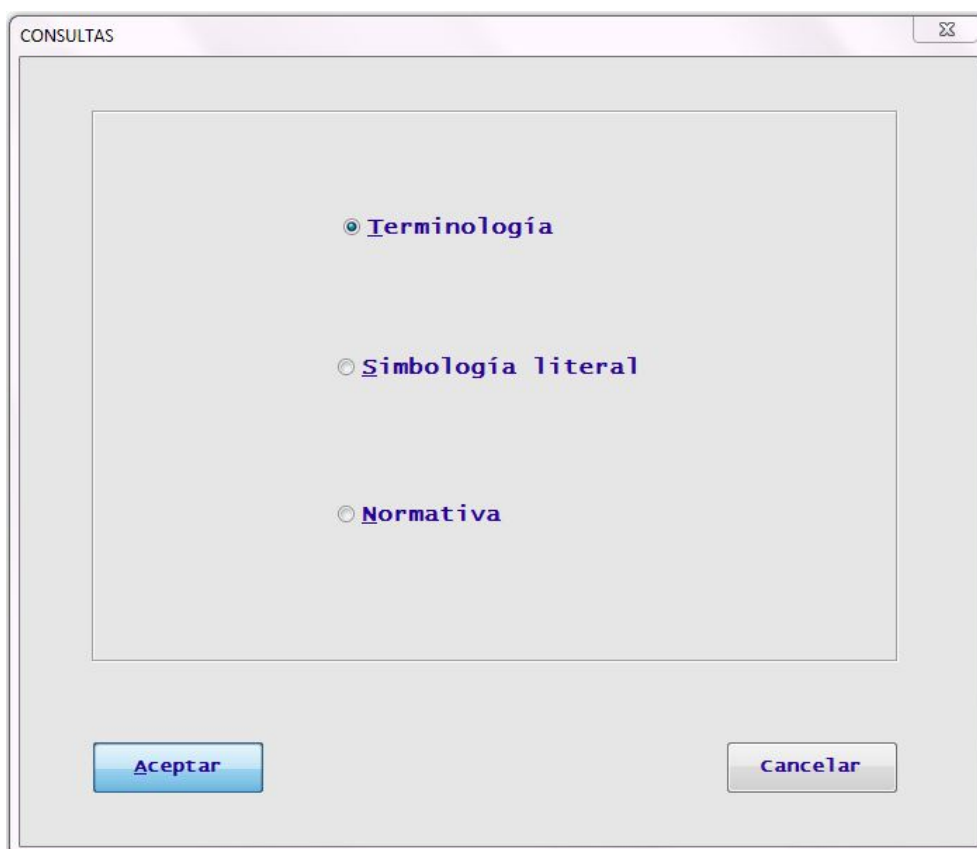 CONSULTAS
Terminología
Simbología literal
Normativa
Aceptar
Cancelar